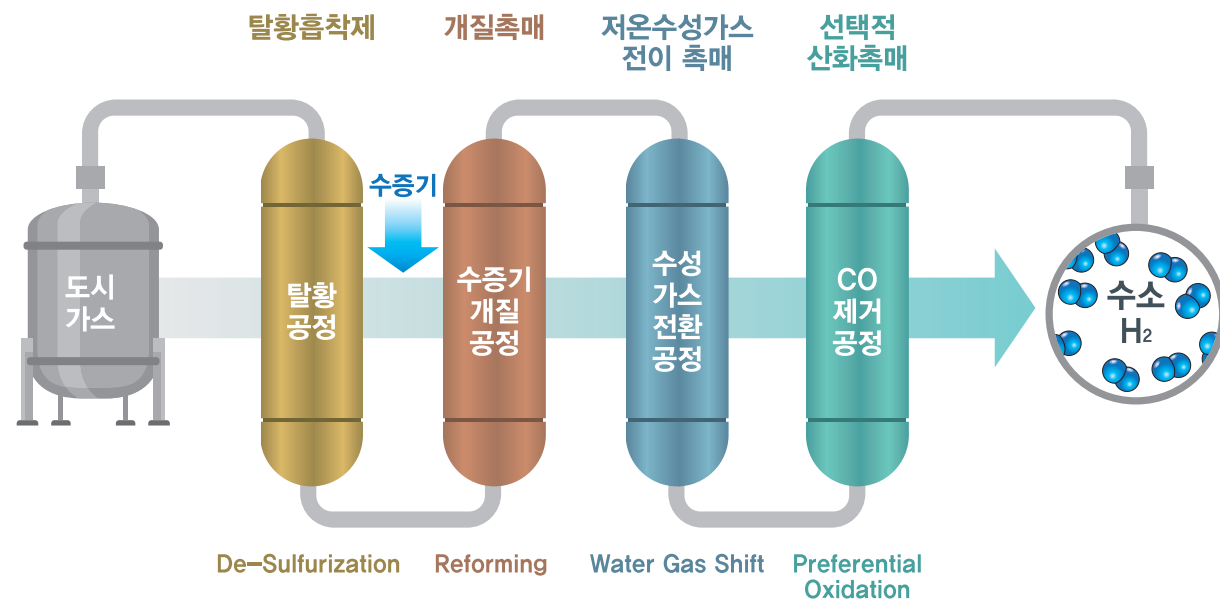 탈황흡착제
개질촉매
저온수성가스
전이 촉매
선택적
산화촉매
수증기
도시
가스
탈황
공정
수증기
개질
공정
수성
가스
전환
공정
CO
제거
공정
수소
H₂
De-Sulfurization
Reforming
Water Gas Shift
Preferential
Oxidation